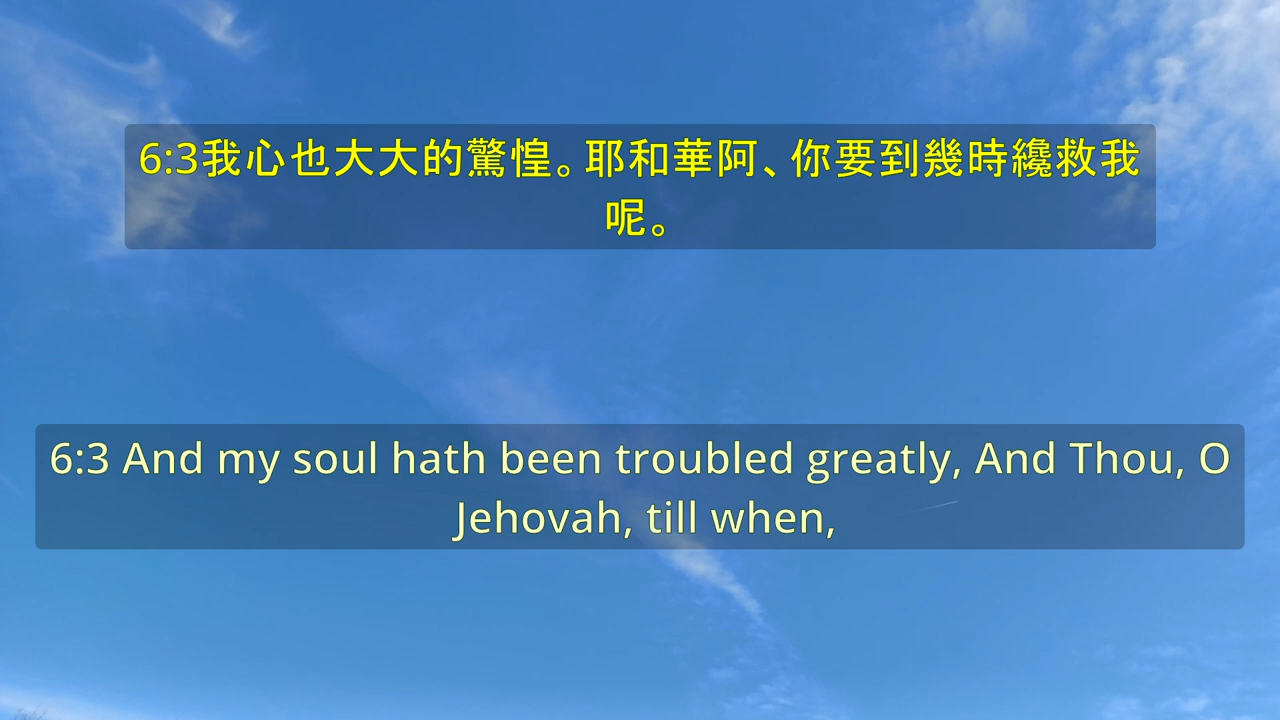 6:3我心也大大的驚惶。耶和華阿、你要到幾時纔救我
呢。
6:3 And my soul hath been troubled greatly, And Thou, O
Jehovah, till when,